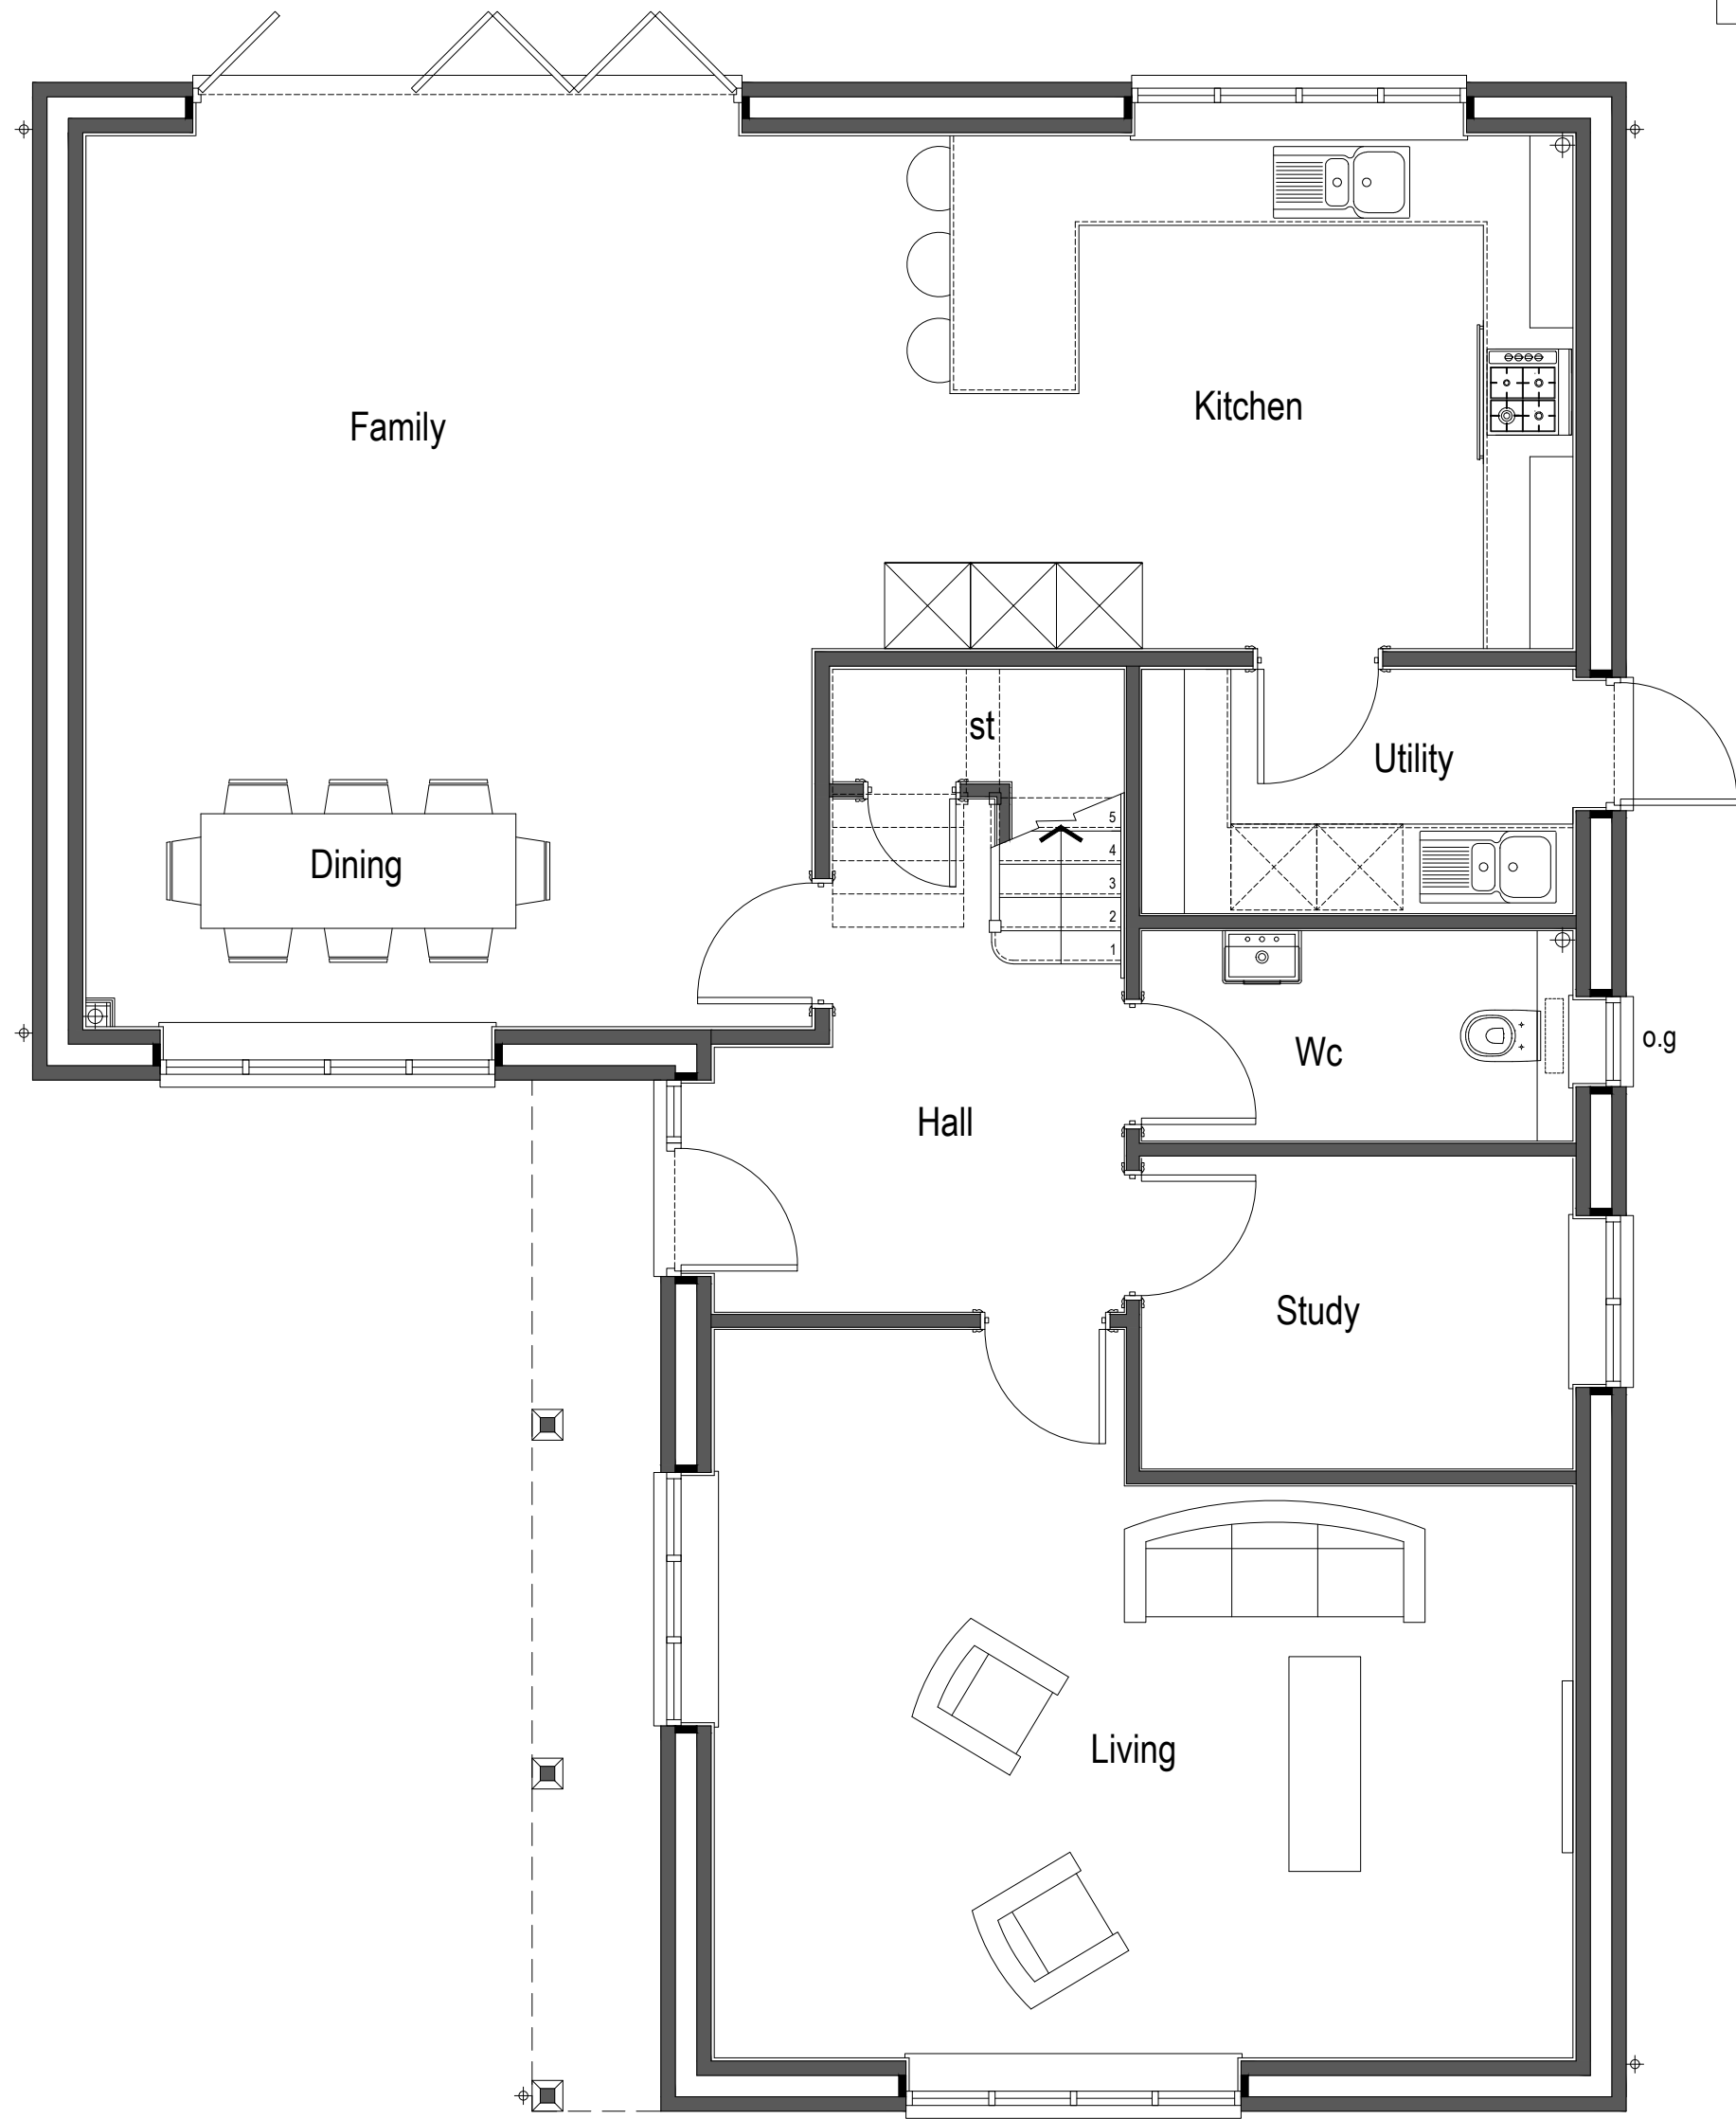 Family
Kitchen
st
Utility
Dining
5
4
3
2
1
Wc
o.g
Hall
Study
Living